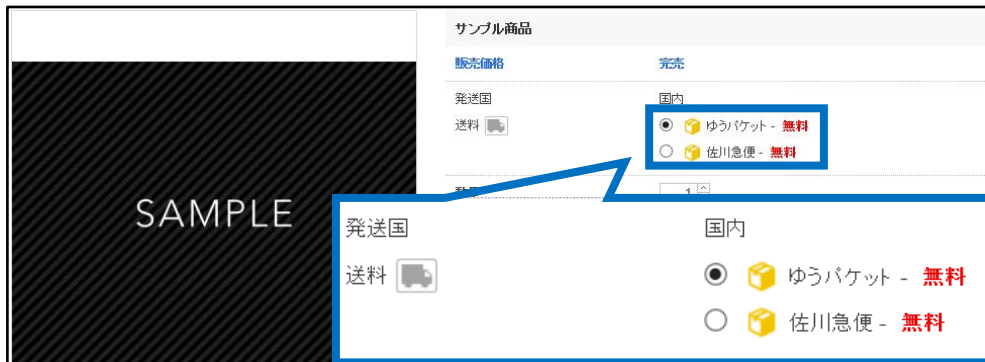 サンプル商品
販売価格 完売
発送国 国内
送料 ゆうパケット - 無料
佐川急便 - 無料
1
SAMPLE
発送国 国内
送料 ゆうパケット - 無料
佐川急便 - 無料